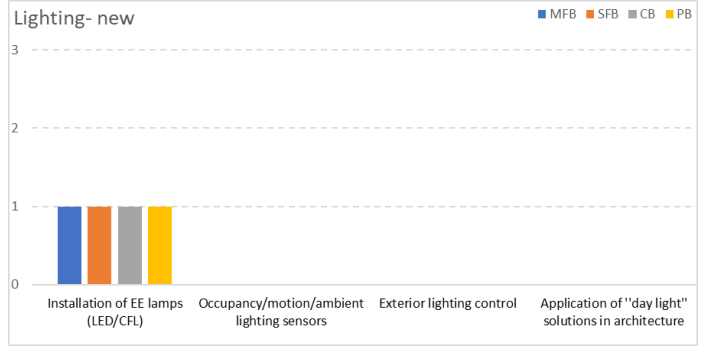 Lighting- new
MFB SFB CB PB
3
2
1
0
Installation of EE lamps
(LED/CFL)
Occupancy/motion/ambient
lighting sensors
Exterior lighting control
Application of ''day light''
solutions in architecture